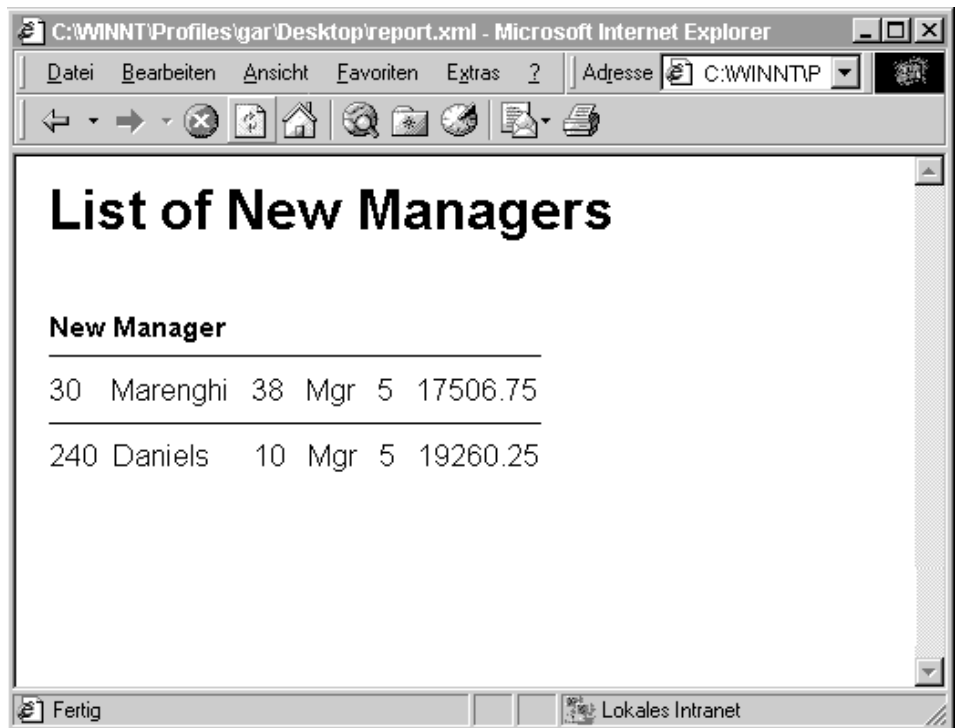 C:\WINNT\Profiles\gar\Desktop\report.xml - Microsoft Internet Explorer
Datei Bearbeiten Ansicht Favoriten Extras ? Adresse C:\WINNT\P
List of New Managers
New Manager
30 Marenghi 38 Mgr 5 17506.75
240 Daniels 10 Mgr 5 19260.25
Fertig Lokales Intranet